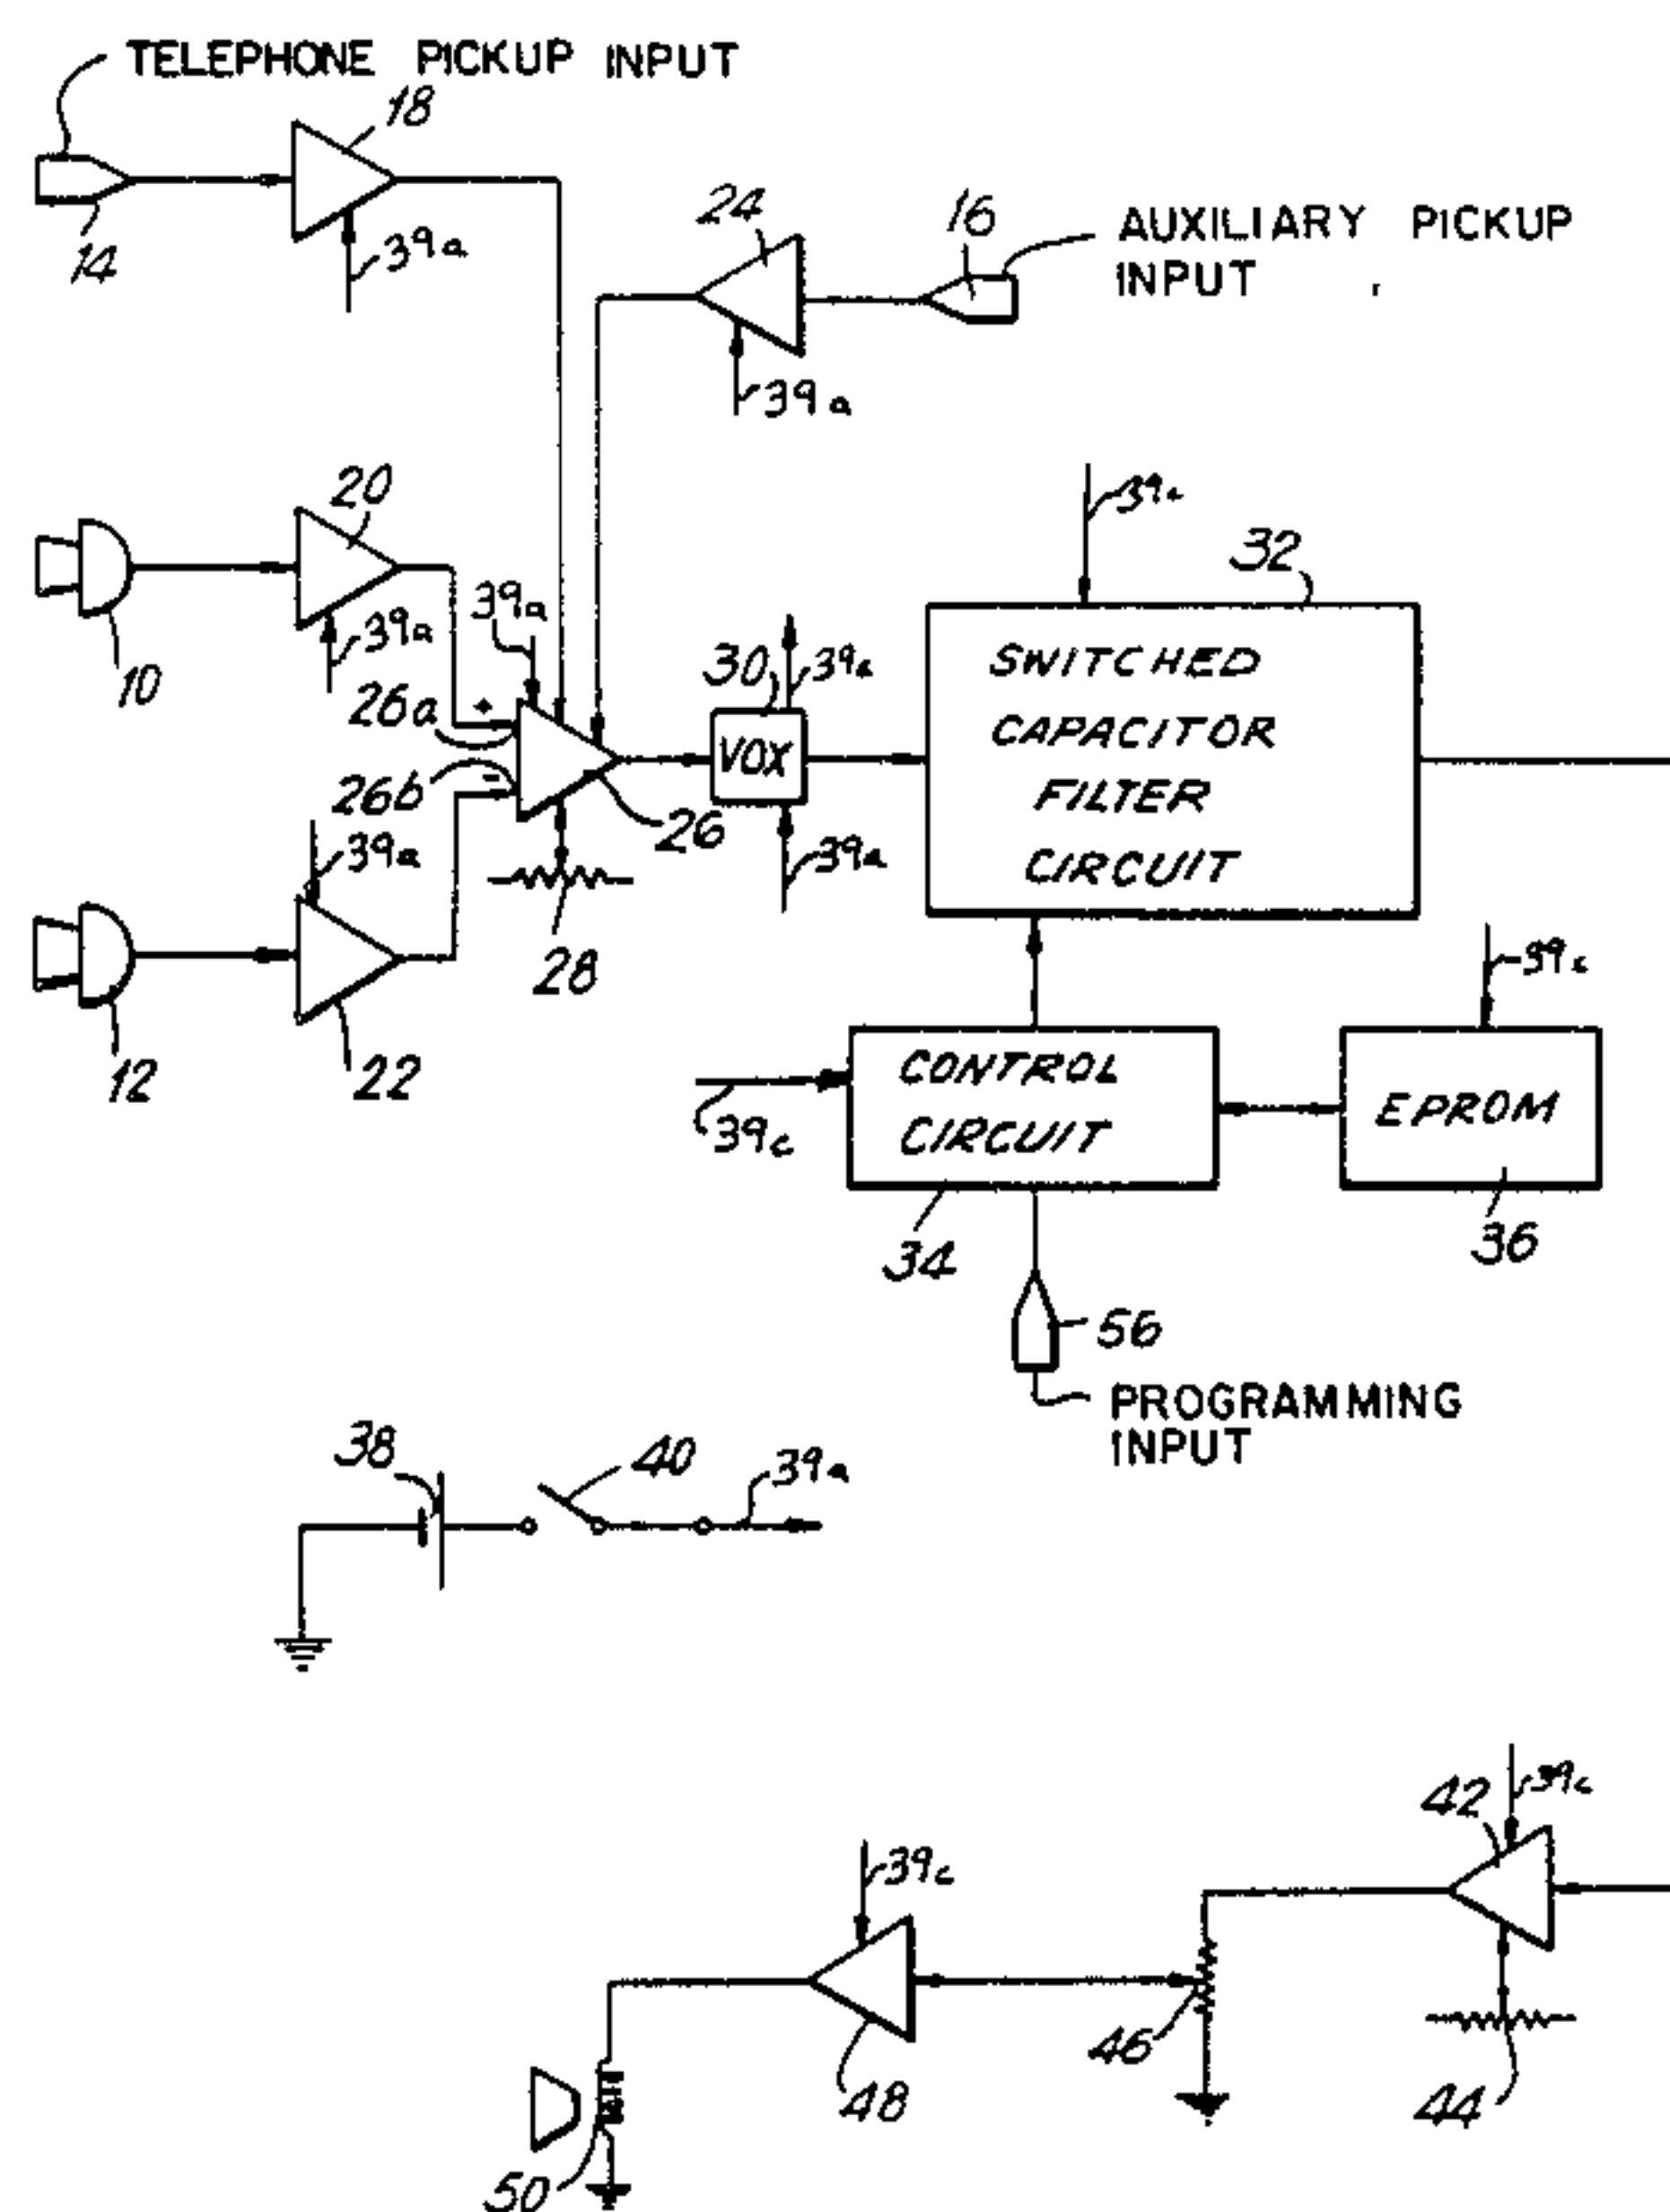 TELEPHONE PICKUP INPUT
18
14
39a
24
16
AUXILIARY PICKUP
INPUT
39a
20
10
39a
39a
26a
+
26b
-
26
28
30
VOX
39c
39a
39c
32
SWITCHED
CAPACITOR
FILTER
CIRCUIT
12
39a
22
39c
CONTROL
CIRCUIT
34
39c
EPROM
36
56
PROGRAMMING
INPUT
38
40
39a
42
39c
39c
48
46
44
50